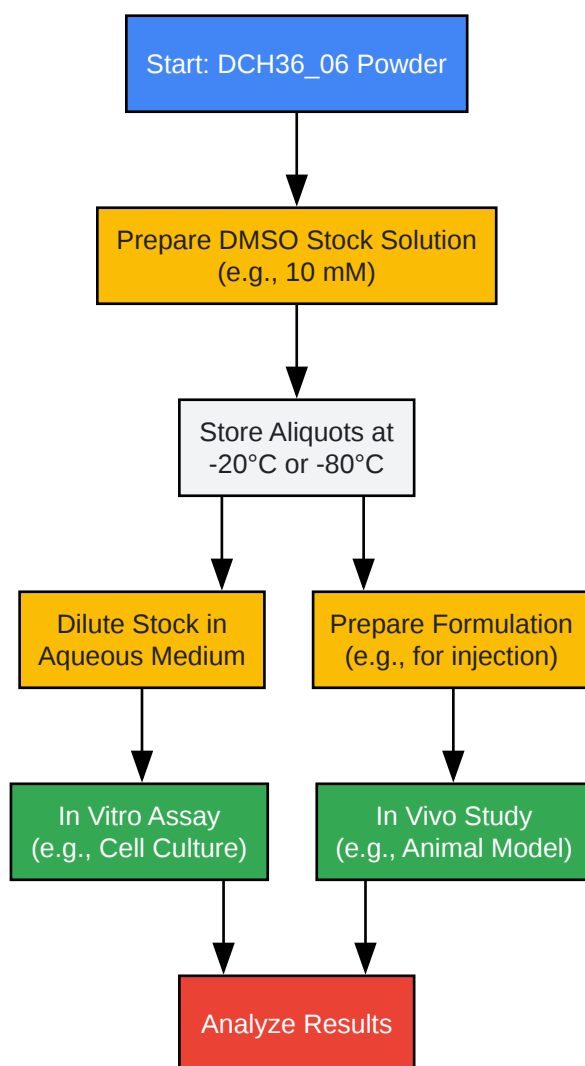 Start: DCH36_06 Powder
Prepare DMSO Stock Solution
(e.g., 10 mM)
Store Aliquots at
-20°C or -80°C
Dilute Stock in
Aqueous Medium
Prepare Formulation
(e.g., for injection)
In Vitro Assay
(e.g., Cell Culture)
In Vivo Study
(e.g., Animal Model)
Analyze Results